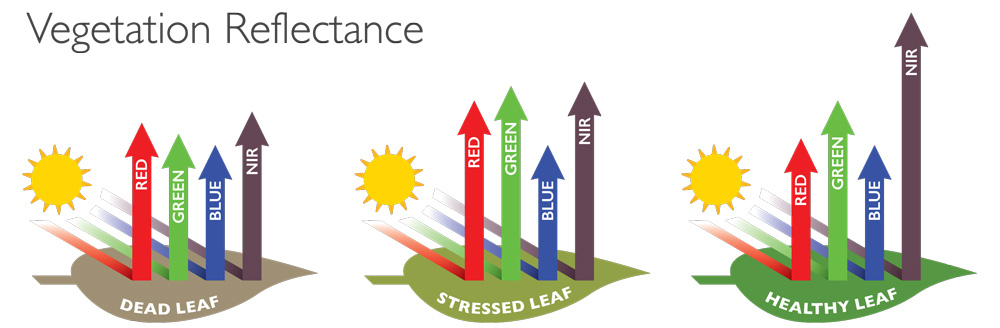 Vegetation Reflectance
RED
GREEN
BLUE
NIR
DEAD LEAF
RED
GREEN
BLUE
NIR
STRESSED LEAF
RED
GREEN
BLUE
NIR
HEALTHY LEAF